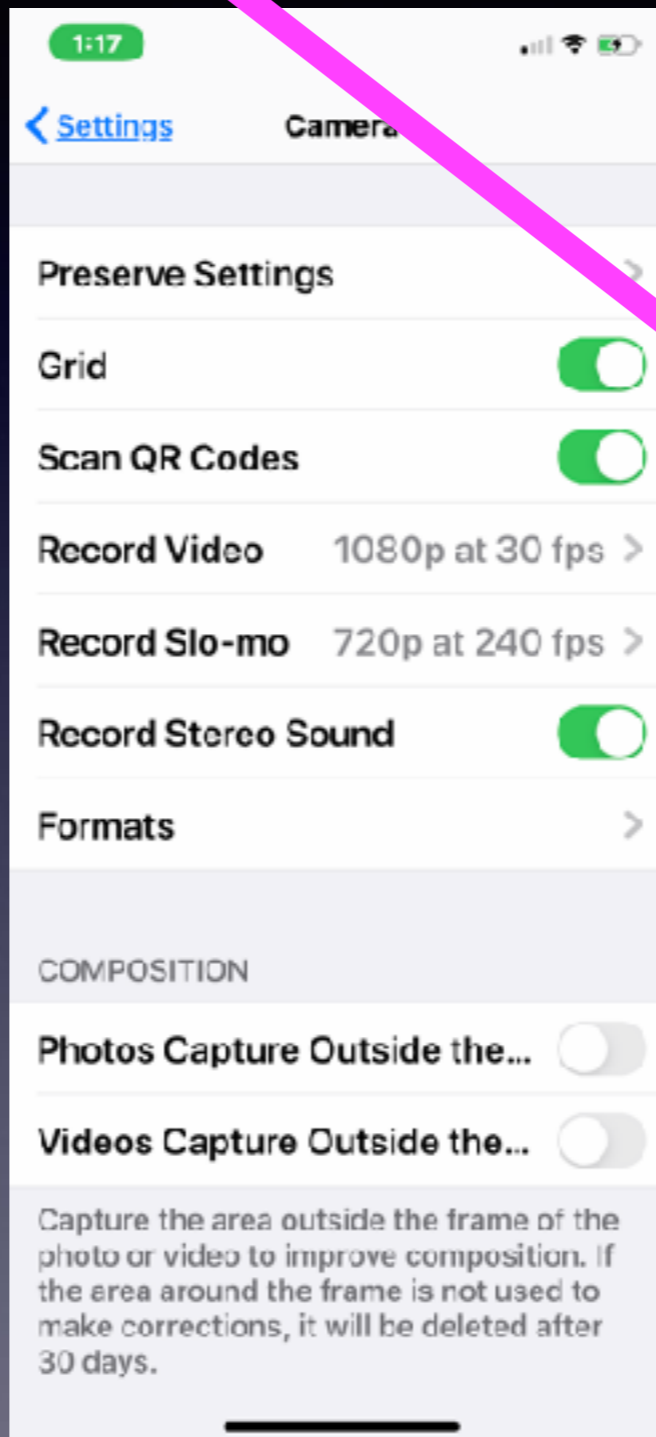 1:17
Settings Camera
Preserve Settings
Grid
Scan QR Codes
Record Video 1080p at 30 fps
Record Slo-mo 720p at 240 fps
Record Stereo Sound
Formats
COMPOSITION
Photos Capture Outside the...
Videos Capture Outside the...
Capture the area outside the frame of the
photo or video to improve composition. If
the area around the frame is not used to
make corrections, it will be deleted after
30 days.